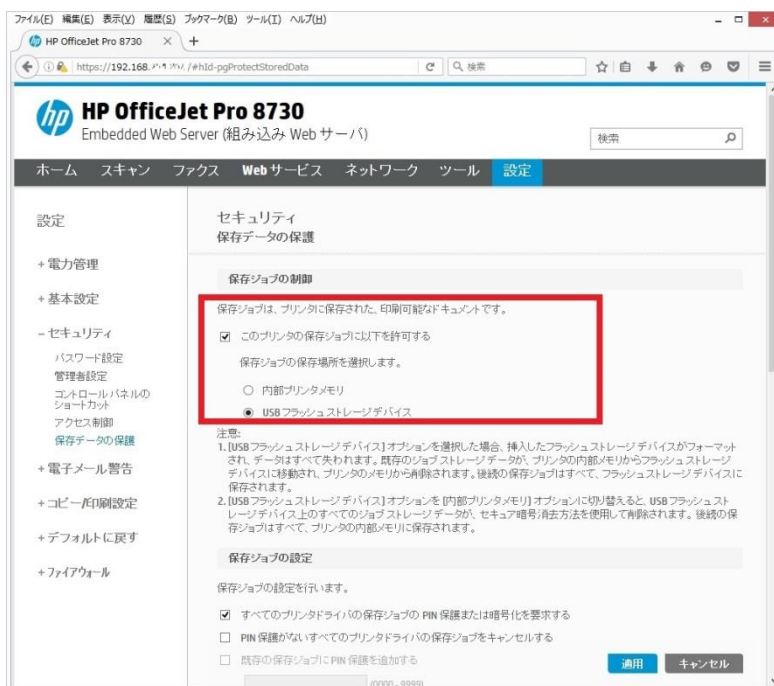 ファイル(F) 編集(E) 表示(V) 履歴(S) ブックマーク(B) ツール(T) ヘルプ(H)
HP OfficeJet Pro 8730
https://192.168. /#hId-pgProtectStoredData
検索
hp
HP OfficeJet Pro 8730
Embedded Web Server (組み込み Web サーバ)
検索
ホーム スキャン ファクス Web サービス ネットワーク ツール 設定
設定
+ 電力管理
+ 基本設定
- セキュリティ
パスワード設定
管理者設定
コントロール パネルの
ショートカット
アクセス制御
保存データの保護
+ 電子メール警告
+ コピー/印刷設定
+ デフォルトに戻す
+ ファイアウォール
セキュリティ
保存データの保護
保存ジョブの制御
保存ジョブは、プリンタに保存された、印刷可能なドキュメントです。
このプリンタの保存ジョブに以下を許可する
保存ジョブの保存場所を選択します。
内部プリンタメモリ
USB フラッシュストレージデバイス
注意:
1. [USB フラッシュストレージデバイス] オプションを選択した場合、挿入したフラッシュストレージデバイスがフォーマット
され、データはすべて失われます。既存のジョブストレージデータが、プリンタの内部メモリからフラッシュストレージ
デバイスに移動され、プリンタのメモリから削除されます。後続の保存ジョブはすべて、フラッシュストレージデバイスに
保存されます。
2. [USB フラッシュストレージデバイス] オプションを [内部プリンタメモリ] オプションに切り替えると、USB フラッシュスト
レージデバイス上のすべてのジョブストレージデータが、セキュア暗号消去方法を使用して削除されます。後続の保
存ジョブはすべて、プリンタの内部メモリに保存されます。
保存ジョブの設定
保存ジョブの設定を行います。
すべてのプリンタドライバの保存ジョブの PIN 保護または暗号化を要求する
PIN 保護がないすべてのプリンタドライバの保存ジョブをキャンセルする
既存の保存ジョブに PIN 保護を追加する
(0000 - 9999)
適用 キャンセル